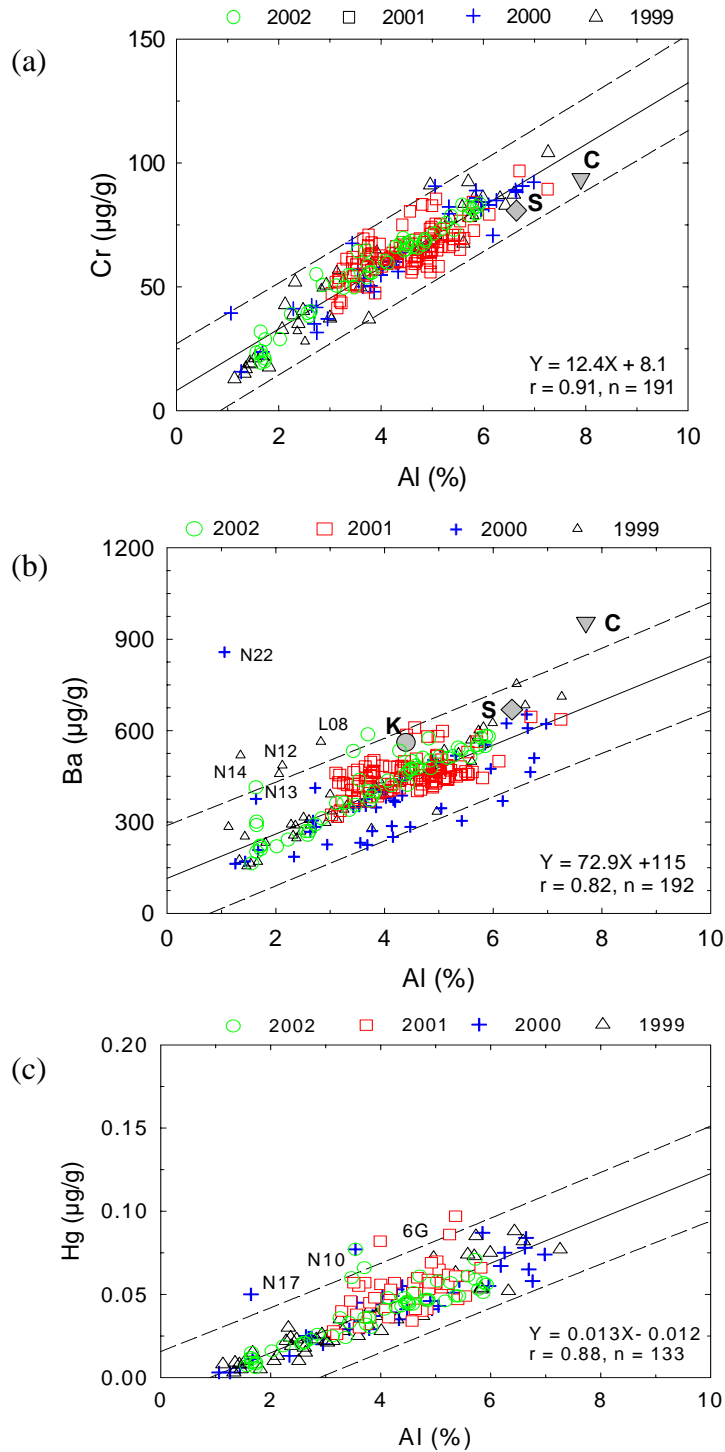 2002 2001 2000 1999
(a)
150
100
50
0
Cr (µg/g)
C
S
Y = 12.4X + 8.1
r = 0.91, n = 191
0 2 4 6 8 10
Al (%)
2002 2001 2000 1999
(b)
1200
900
600
300
0
Ba (µg/g)
C
N22
L08
K
S
N12
N14
N13
Y = 72.9X +115
r = 0.82, n = 192
0 2 4 6 8 10
Al (%)
2002 2001 2000 1999
(c)
0.20
0.15
0.10
0.05
0.00
Hg (µg/g)
6G
N10
N17
Y = 0.013X - 0.012
r = 0.88, n = 133
0 2 4 6 8 10
Al (%)